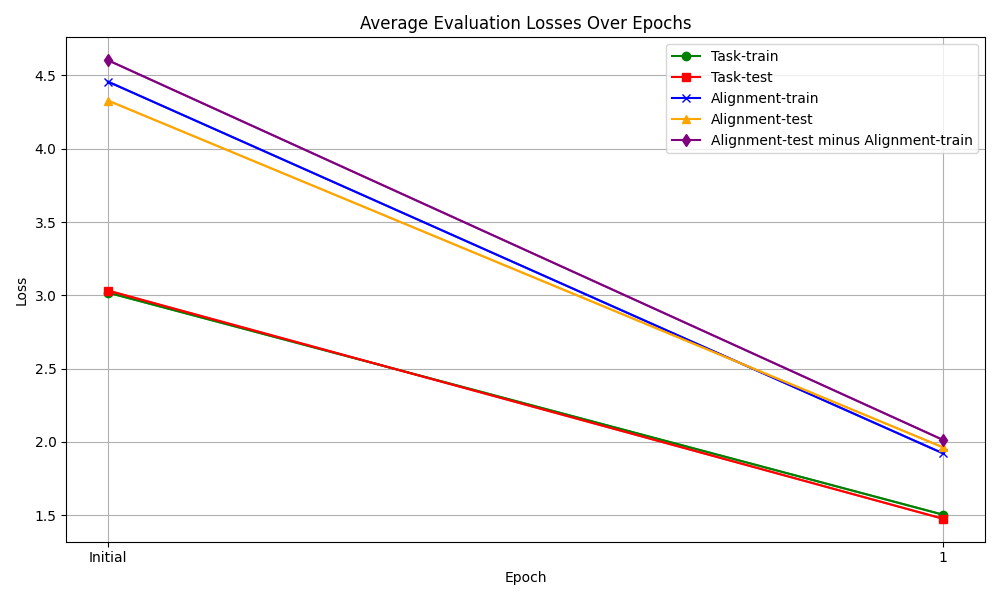 Average Evaluation Losses Over Epochs
Task-train
Task-test
Alignment-train
Alignment-test
Alignment-test minus Alignment-train
Loss
4.5
4.0
3.5
3.0
2.5
2.0
1.5
Initial
1
Epoch